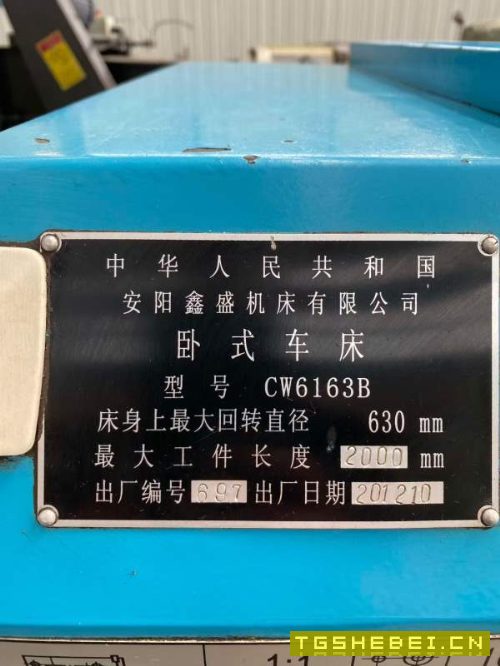 中华人民共和国
安阳鑫盛机床有限公司
卧式车床
型号 CW6163B
床身上最大回转直径 630 mm
最大工件长度 2000 mm
出厂编号 697 出厂日期 201210
1:1
TGSHEBEI.CN